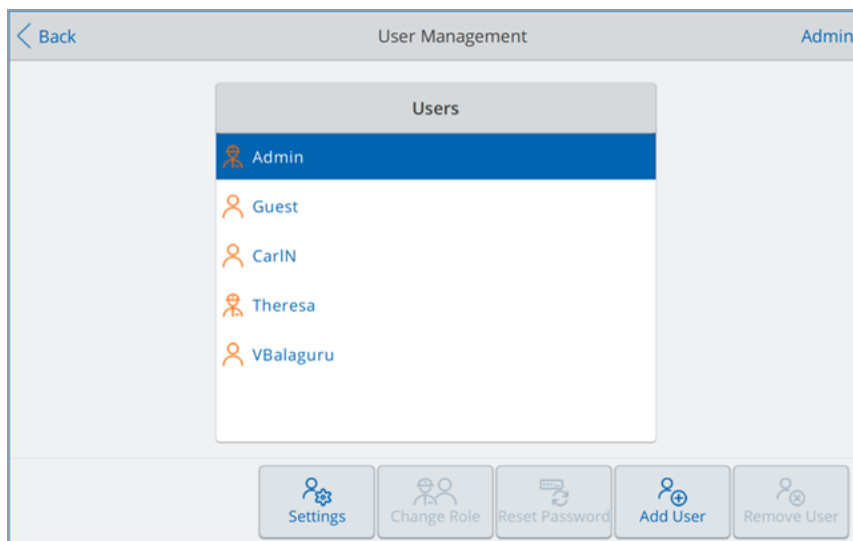 Back
User Management
Admin
Users
Admin
Guest
CarlN
Theresa
VBalaguru
Settings
Change Role
Reset Password
Add User
Remove User